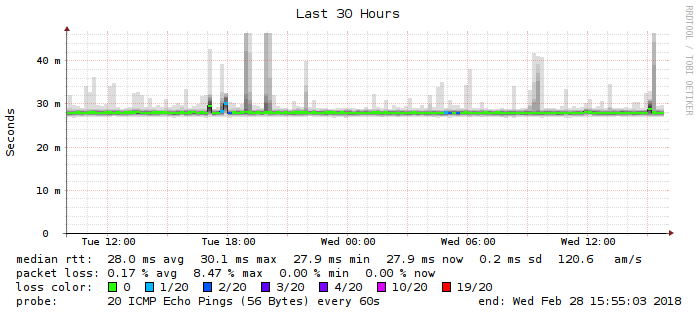 Last 30 Hours
RRDTOOL / TOBI OETIKER
Seconds
40 m
30 m
20 m
10 m
0
Tue 12:00 Tue 18:00 Wed 00:00 Wed 06:00 Wed 12:00
median rtt: 28.0 ms avg 30.1 ms max 27.9 ms min 27.9 ms now 0.2 ms sd 120.6 am/s
packet loss: 0.17 % avg 8.47 % max 0.00 % min 0.00 % now
loss color: 0 1/20 2/20 3/20 4/20 10/20 19/20
probe: 20 ICMP Echo Pings (56 Bytes) every 60s end: Wed Feb 28 15:55:03 2018